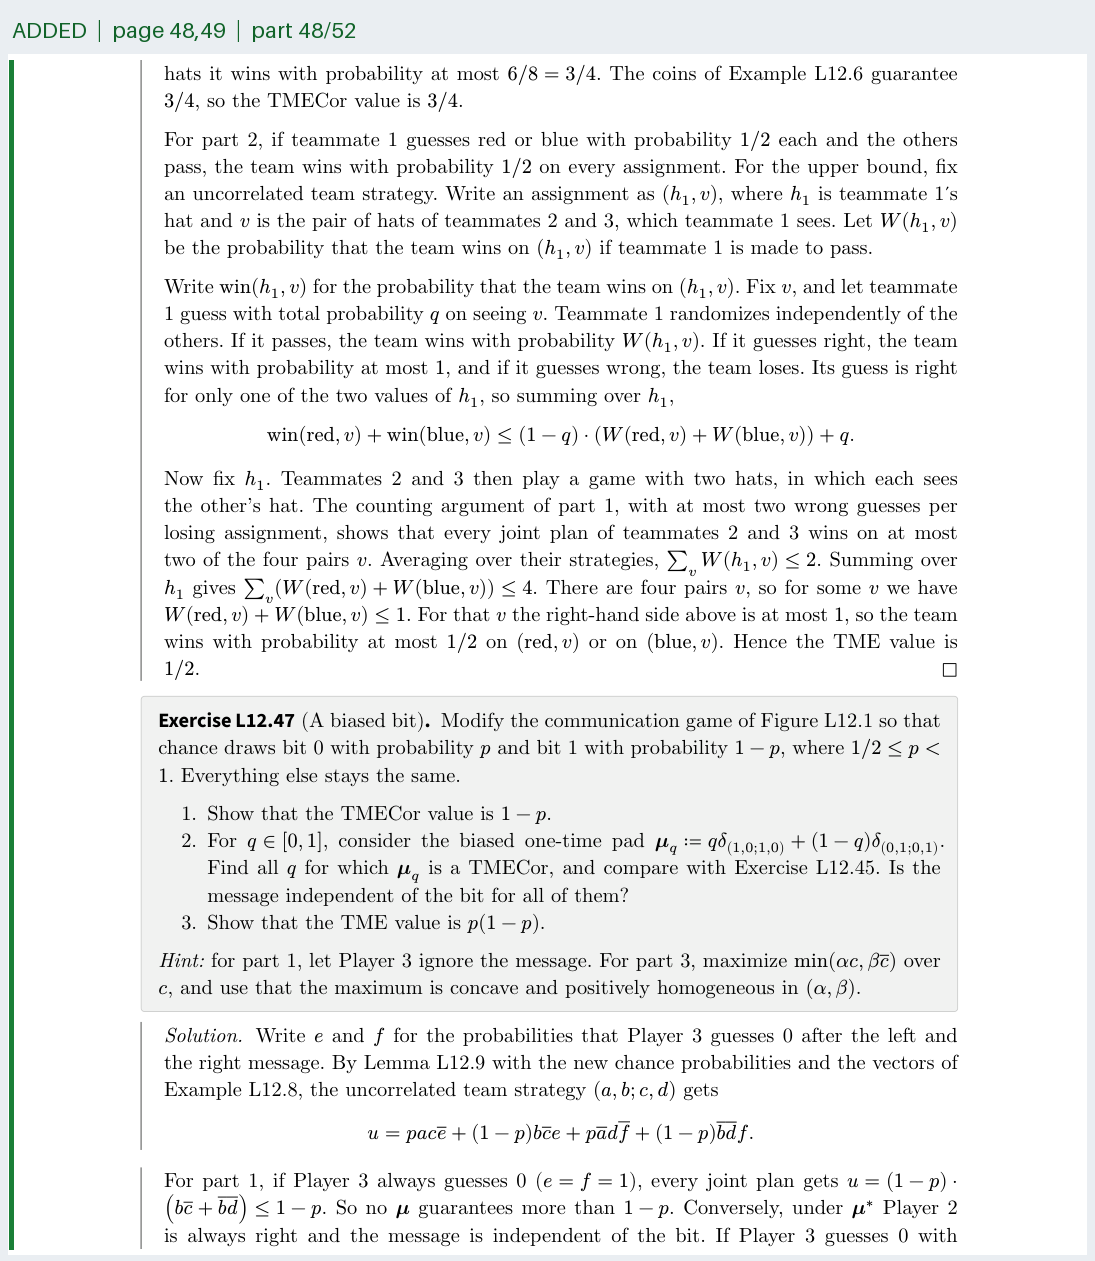 ADDED | page 48,49 | part 48/52
hats it wins with probability at most 6/8 = 3/4. The coins of Example L12.6 guarantee
3/4, so the TMECor value is 3/4.
For part 2, if teammate 1 guesses red or blue with probability 1/2 each and the others
pass, the team wins with probability 1/2 on every assignment. For the upper bound, fix
an uncorrelated team strategy. Write an assignment as (h₁, v), where h₁ is teammate 1′s
hat and v is the pair of hats of teammates 2 and 3, which teammate 1 sees. Let W(h₁, v)
be the probability that the team wins on (h₁, v) if teammate 1 is made to pass.
Write win(h₁, v) for the probability that the team wins on (h₁, v). Fix v, and let teammate
1 guess with total probability q on seeing v. Teammate 1 randomizes independently of the
others. If it passes, the team wins with probability W(h₁, v). If it guesses right, the team
wins with probability at most 1, and if it guesses wrong, the team loses. Its guess is right
for only one of the two values of h₁, so summing over h₁,
win(red, v) + win(blue, v) ≤ (1 − q) · (W(red, v) + W(blue, v)) + q.
Now fix h₁. Teammates 2 and 3 then play a game with two hats, in which each sees
the other's hat. The counting argument of part 1, with at most two wrong guesses per
losing assignment, shows that every joint plan of teammates 2 and 3 wins on at most
two of the four pairs v. Averaging over their strategies, ∑ᵥ W(h₁, v) ≤ 2. Summing over
h₁ gives ∑ᵥ(W(red, v) + W(blue, v)) ≤ 4. There are four pairs v, so for some v we have
W(red, v) + W(blue, v) ≤ 1. For that v the right-hand side above is at most 1, so the team
wins with probability at most 1/2 on (red, v) or on (blue, v). Hence the TME value is
1/2. □
Exercise L12.47 (A biased bit). Modify the communication game of Figure L12.1 so that
chance draws bit 0 with probability p and bit 1 with probability 1 − p, where 1/2 ≤ p <
1. Everything else stays the same.
1. Show that the TMECor value is 1 − p.
2. For q ∈ [0, 1], consider the biased one-time pad μ_q ≔ qδ_(1,0;1,0) + (1 − q)δ_(0,1;0,1).
Find all q for which μ_q is a TMECor, and compare with Exercise L12.45. Is the
message independent of the bit for all of them?
3. Show that the TME value is p(1 − p).
Hint: for part 1, let Player 3 ignore the message. For part 3, maximize min(αc, βc̅) over
c, and use that the maximum is concave and positively homogeneous in (α, β).
Solution. Write e and f for the probabilities that Player 3 guesses 0 after the left and
the right message. By Lemma L12.9 with the new chance probabilities and the vectors of
Example L12.8, the uncorrelated team strategy (a, b; c, d) gets
u = pace̅ + (1 − p)bc̅e + pa̅df̅ + (1 − p)b̅d̅f.
For part 1, if Player 3 always guesses 0 (e = f = 1), every joint plan gets u = (1 − p) ·
(bc̅ + b̅d̅) ≤ 1 − p. So no μ guarantees more than 1 − p. Conversely, under μ* Player 2
is always right and the message is independent of the bit. If Player 3 guesses 0 with